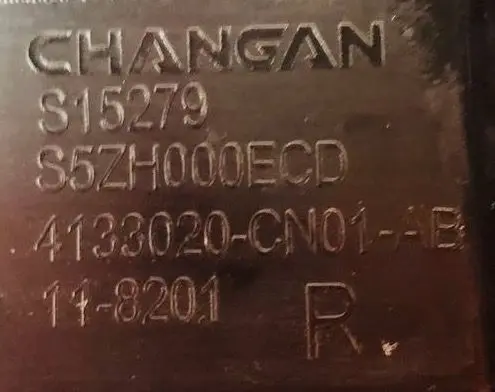 CHANGAN
S15279
S5ZH000ECD
4133020-CN01-AB
11-8201 R